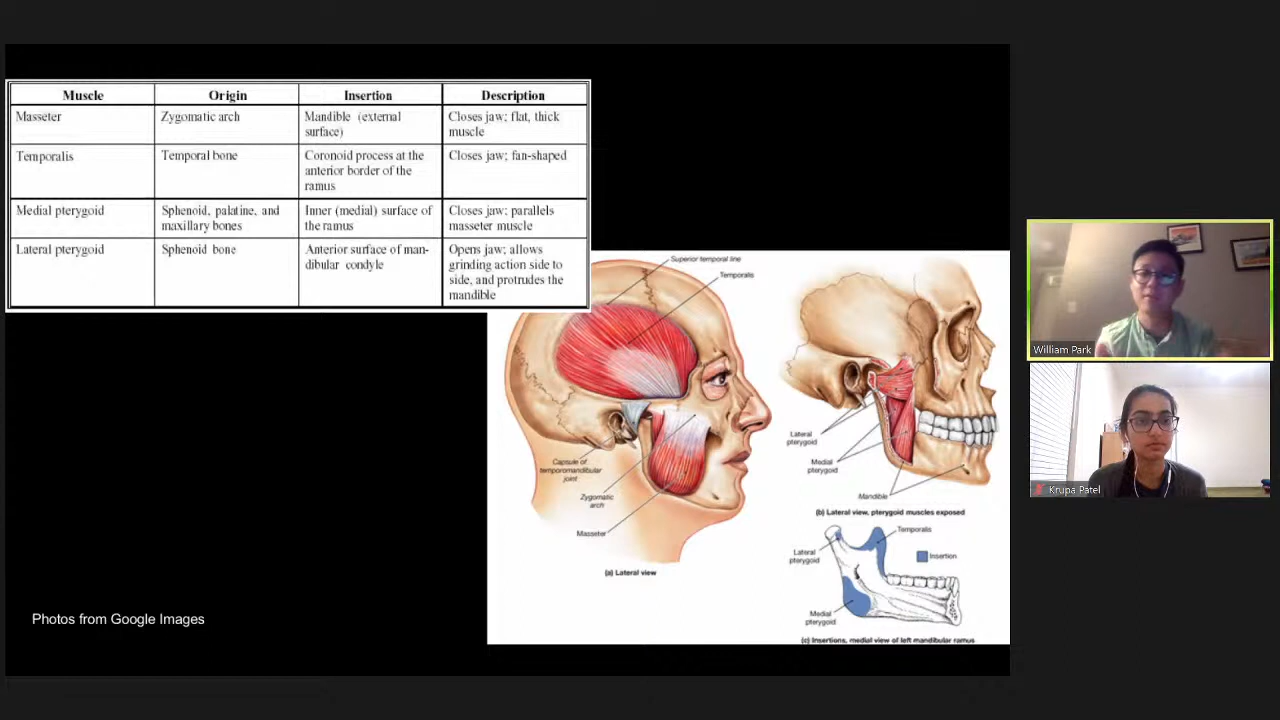 Muscle Origin Insertion Description
Masseter Zygomatic arch Mandible (external Closes jaw; flat, thick
surface) muscle
Temporalis Temporal bone Coronoid process at the Closes jaw; fan-shaped
anterior border of the
ramus
Medial pterygoid Sphenoid, palatine, and Inner (medial) surface of Closes jaw; parallels
maxillary bones the ramus masseter muscle
Lateral pterygoid Sphenoid bone Anterior surface of man- Opens jaw; allows
dibular condyle grinding action side to
side, and protrudes the
mandible
Superior temporal line
Temporalis
Capsule of
temporomandibular
joint
Zygomatic
arch
Masseter
(a) Lateral view
Lateral
pterygoid
Medial
pterygoid
Mandible
(b) Lateral view, pterygoid muscles exposed
Temporalis
Lateral
pterygoid
Insertion
Medial
pterygoid
(c) Insertions, medial view of left mandibular ramus
Photos from Google Images
William Park
Krupa Patel